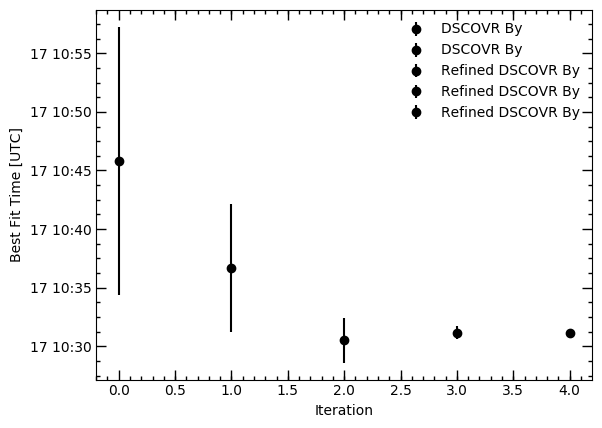 DSCOVR By
DSCOVR By
Refined DSCOVR By
Refined DSCOVR By
Refined DSCOVR By
17 10:55
17 10:50
17 10:45
17 10:40
17 10:35
17 10:30
Best Fit Time [UTC]
0.0 0.5 1.0 1.5 2.0 2.5 3.0 3.5 4.0
Iteration